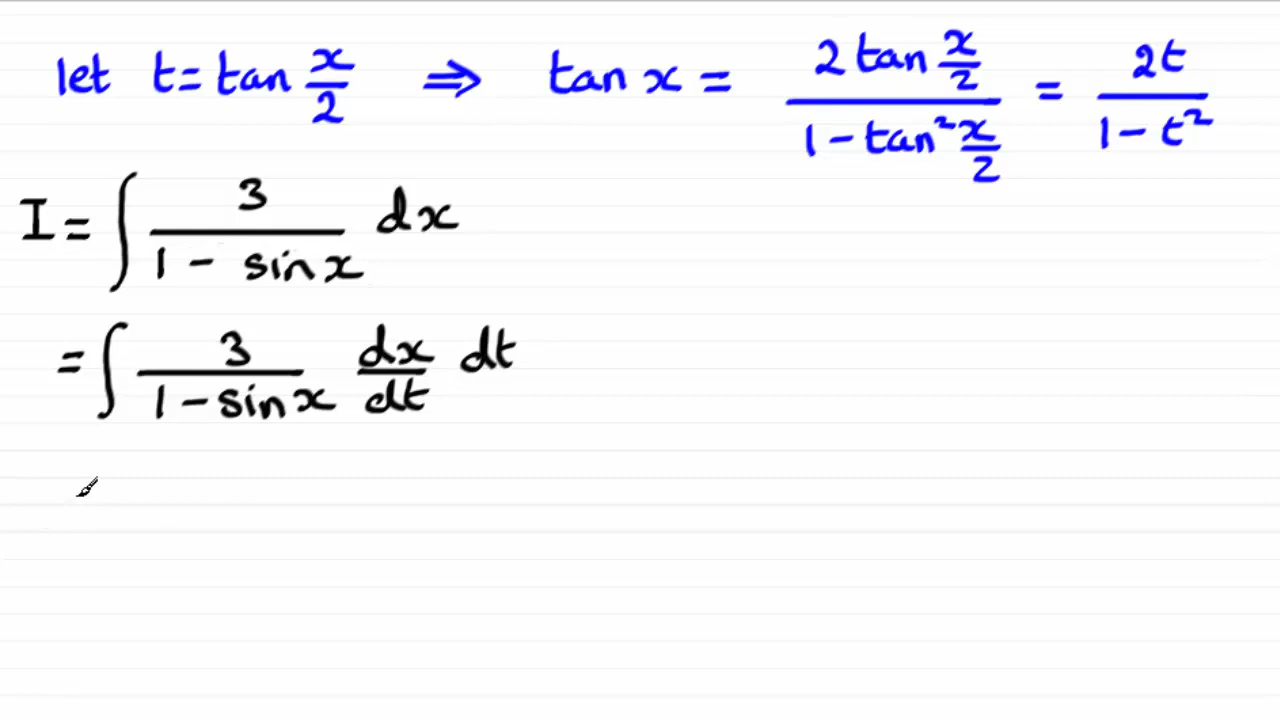 let t = tan x/2 ⇒ tan x = (2 tan x/2)/(1 - tan² x/2) = 2t/(1 - t²)
I = ∫ 3/(1 - sin x) dx
= ∫ 3/(1 - sin x) dx/dt dt